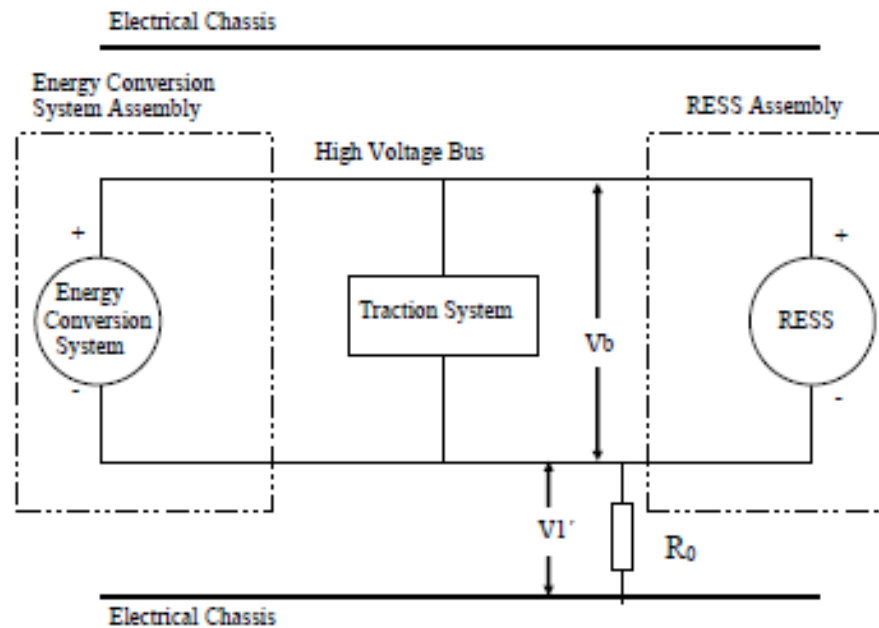 Electrical Chassis
Energy Conversion
System Assembly
RESS Assembly
High Voltage Bus
+
+
Energy
Conversion
System
Traction System
Vb
RESS
-
-
V1´
R₀
Electrical Chassis